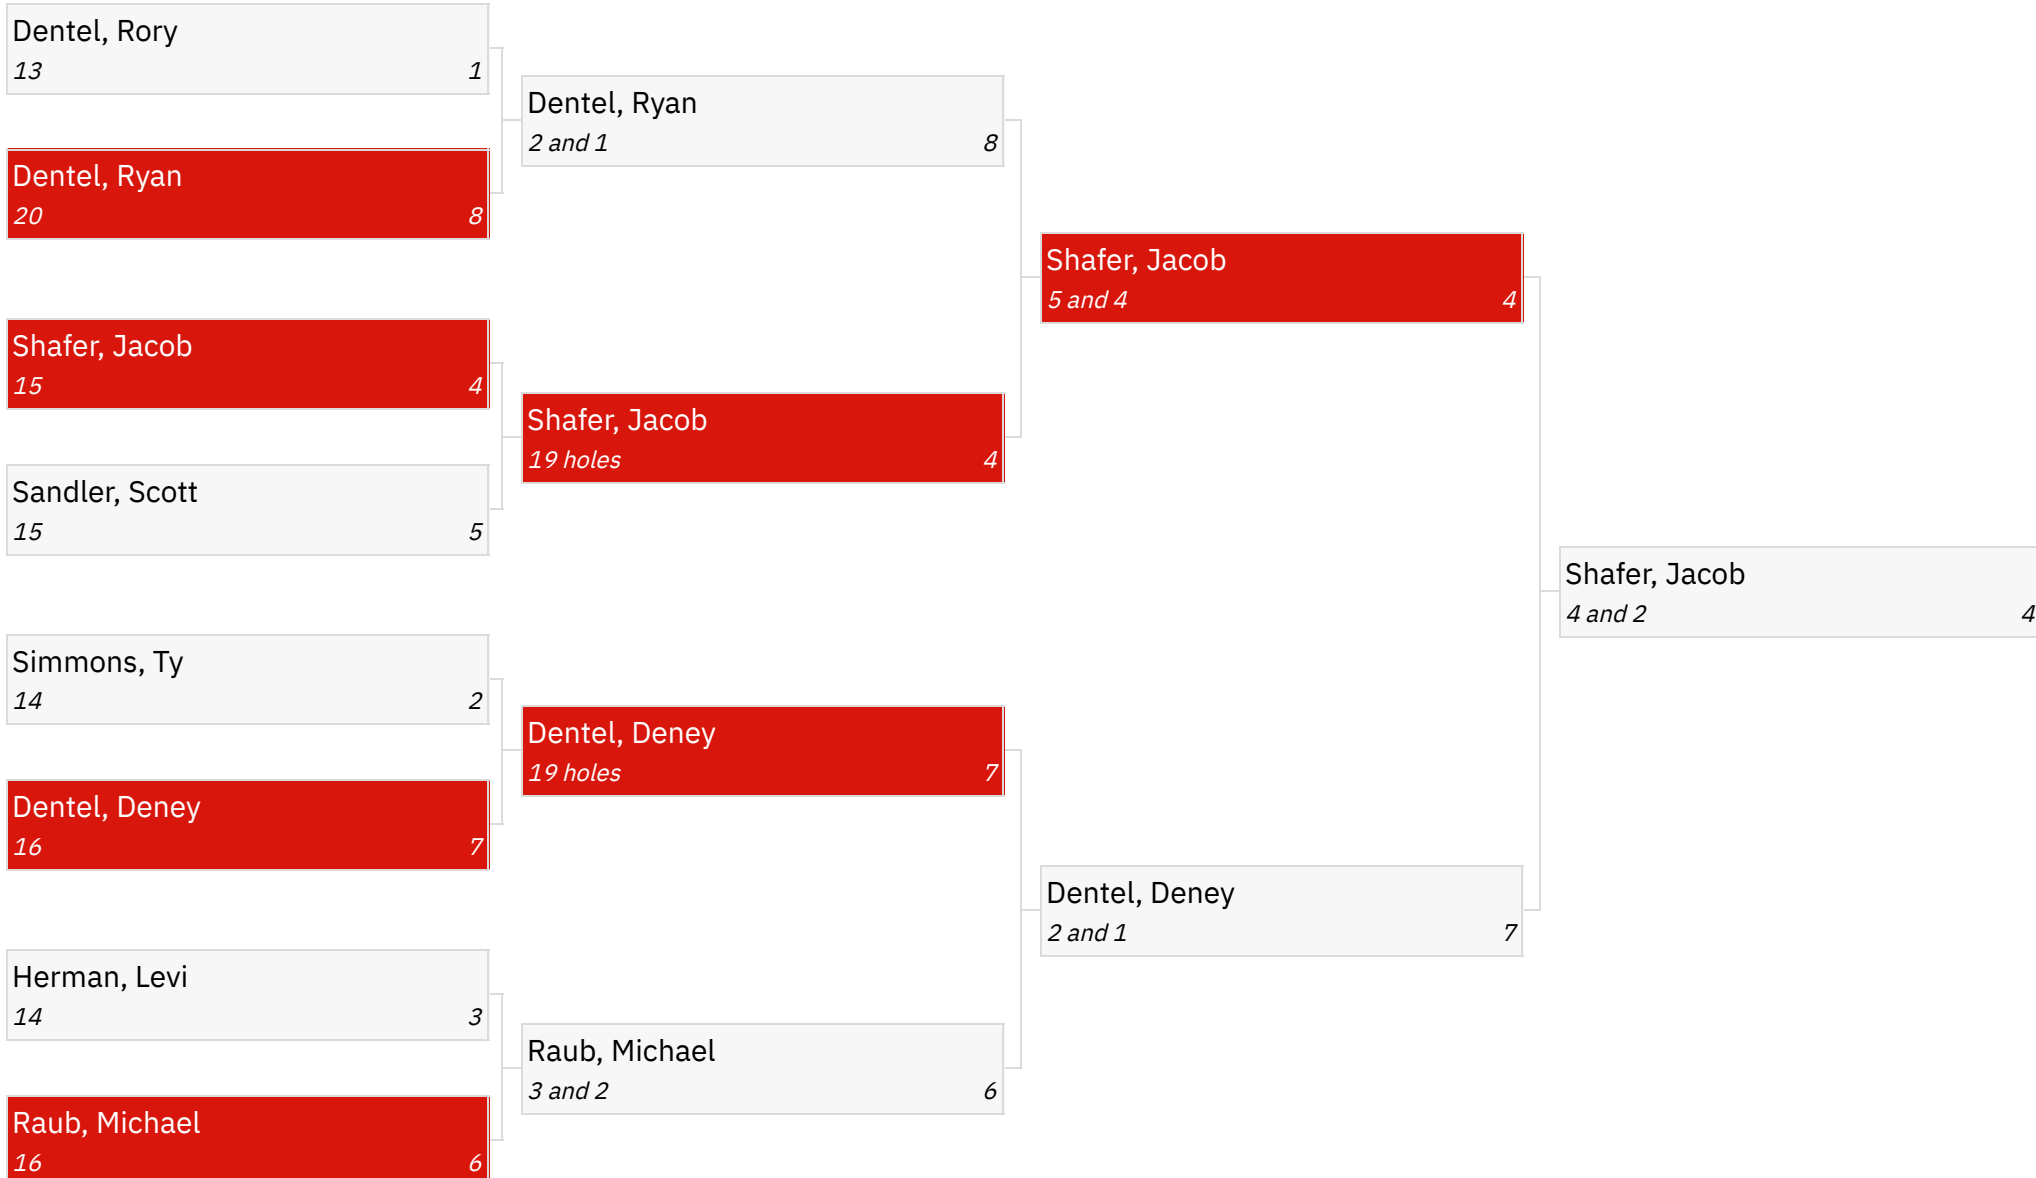 Dentel, Rory
13 1
Dentel, Ryan
20 8
Shafer, Jacob
15 4
Sandler, Scott
15 5
Simmons, Ty
14 2
Dentel, Deney
16 7
Herman, Levi
14 3
Raub, Michael
16 6
Dentel, Ryan
2 and 1 8
Shafer, Jacob
19 holes 4
Dentel, Deney
19 holes 7
Raub, Michael
3 and 2 6
Shafer, Jacob
5 and 4 4
Dentel, Deney
2 and 1 7
Shafer, Jacob
4 and 2 4